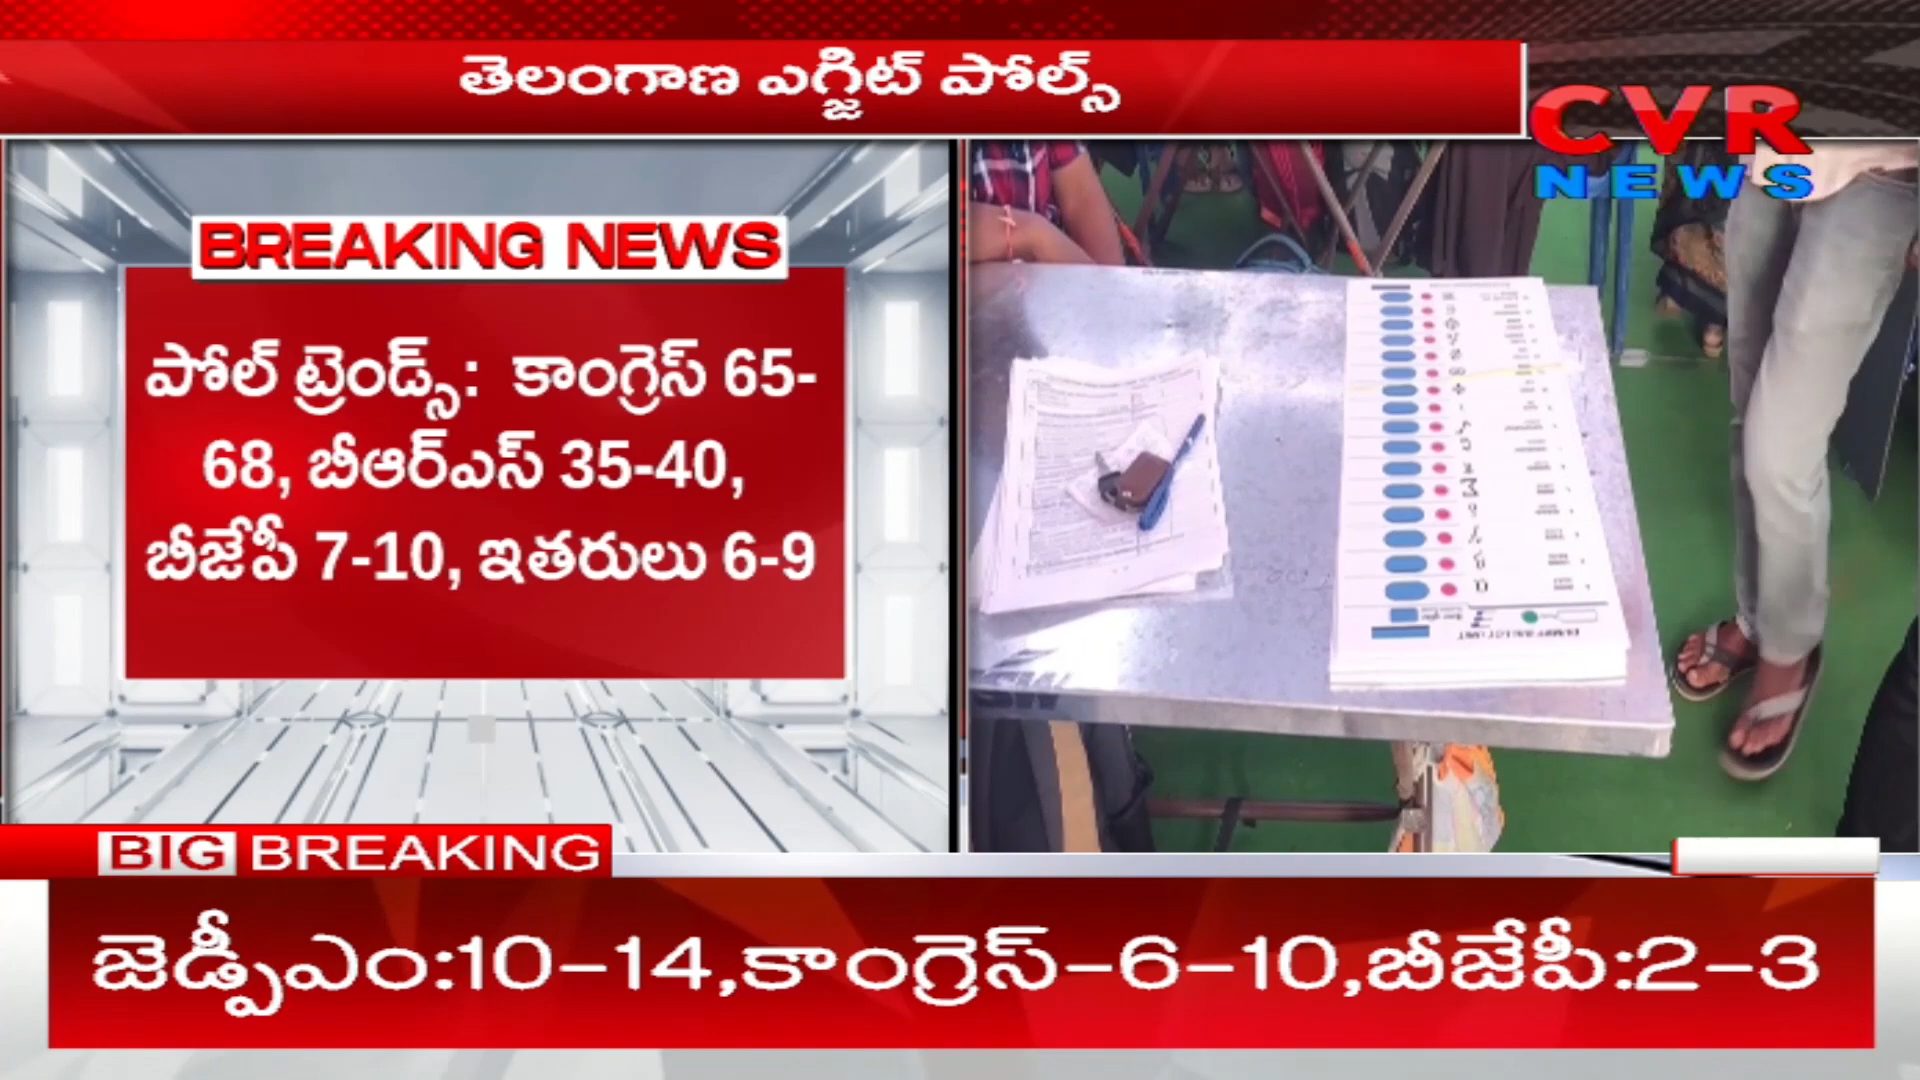 తెలంగాణ ఎగ్జిట్ పోల్స్
CVR
NEWS
BREAKING NEWS
పోల్ ట్రెండ్స్: కాంగ్రెస్ 65-
68, బీఆర్ఎస్ 35-40,
బీజేపీ 7-10, ఇతరులు 6-9
BIG BREAKING
జెడ్పీఎం:10-14,కాంగ్రెస్-6-10,బీజేపీ:2-3